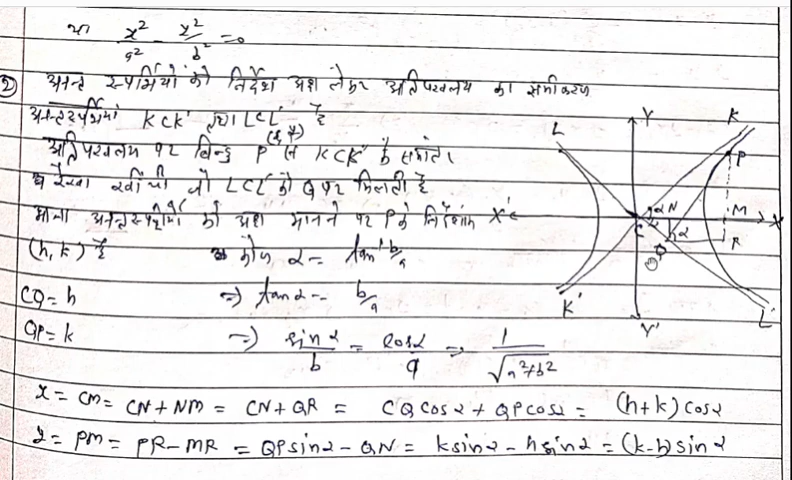 या x²/a² - y²/b² = 0
② अनन्त स्पर्शियों को निर्देश अक्ष लेकर अतिपरवलय का समीकरण
अनन्तस्पर्शियां KCK' तथा LCL' है
अतिपरवलय पर बिन्दु P से KCK' के समांतर
रेखा खींची जो LCL' को Q पर मिलती है
माना अनन्तस्पर्शियों को अक्ष मानने पर P के निर्देशांक
(h, k) है कोण α = tan⁻¹ b/a
CQ = h ⇒ tan α = b/a
QP = k ⇒ sin α/b = cos α/a ⇒ 1/√a²+b²
x = CM = CN + NM = CN + QR = CQ cos α + QP cos α = (h+k) cos α
y = PM = PR - MR = QP sin α - QN = k sin α - h sin α = (k-h) sin α
L Y K
P
α N M X
X' C
Q α R
K' Y' L'